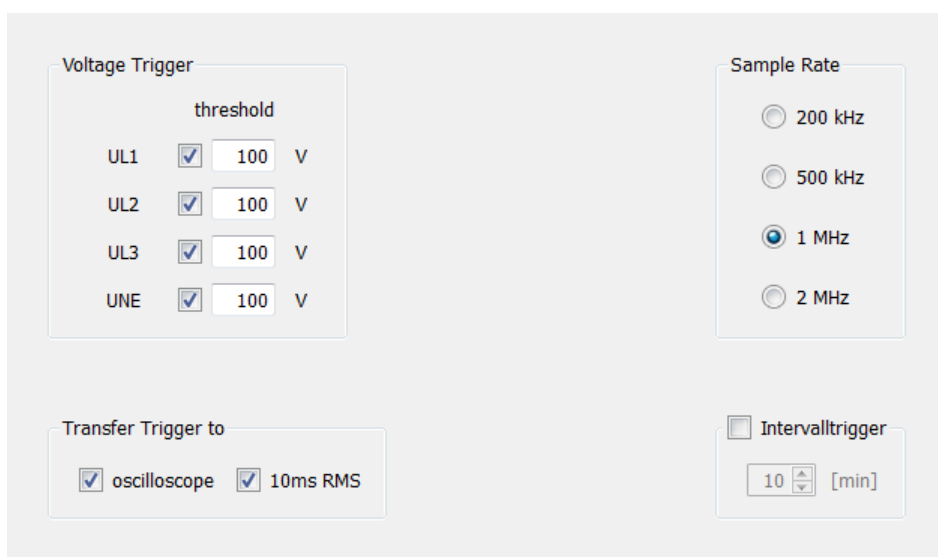 Voltage Trigger
threshold
UL1 100 V
UL2 100 V
UL3 100 V
UNE 100 V
Sample Rate
200 kHz
500 kHz
1 MHz
2 MHz
Transfer Trigger to
oscilloscope 10ms RMS
Intervalltrigger
10 [min]